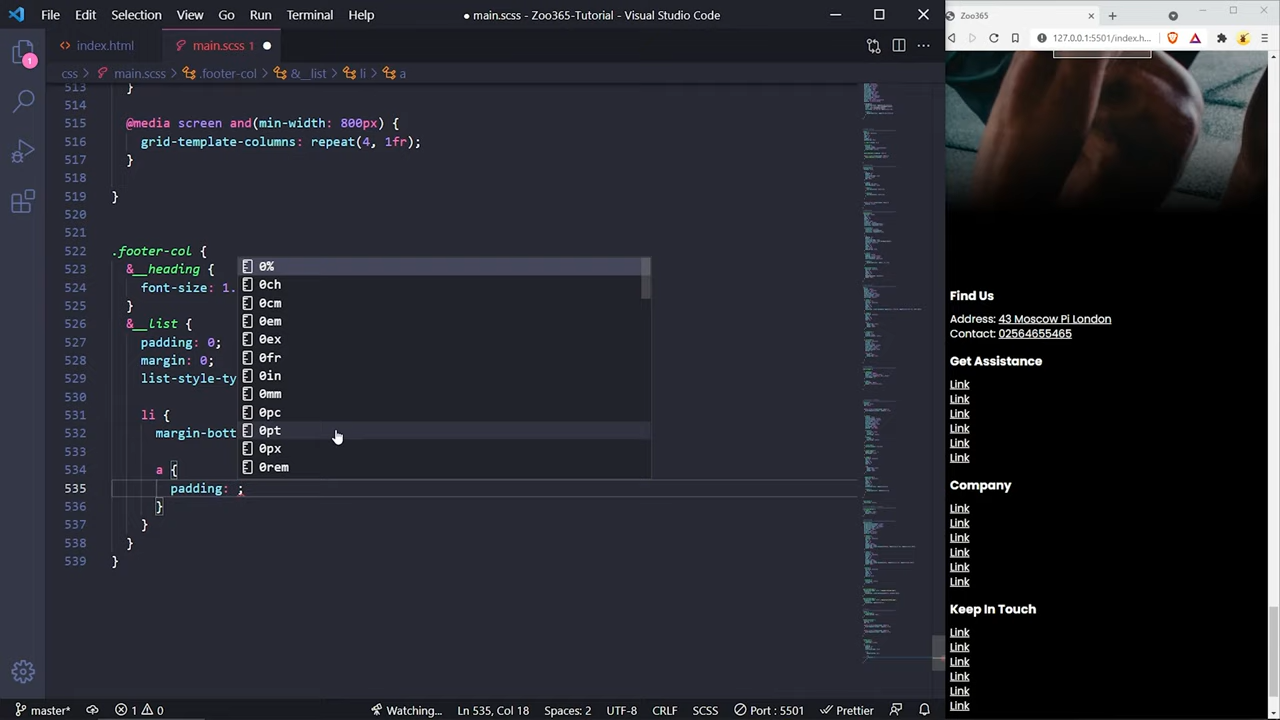 File Edit Selection View Go Run Terminal Help
● main.scss - Zoo365-Tutorial - Visual Studio Code
index.html
main.scss 1 ●
css > main.scss > .footer-col > &__list > li > a
513 }
514
515 @media screen and(min-width: 
516 grid-template-columns: 
517 }
518
519 }
520
521
522 .footer-col {
523 &__heading {
524 font-size: 1.
525 }
526 &__list {
527 padding: 0;
528 margin: 0;
529 list-style-ty
530
531 li {
532 margin-bott
533
534
535 padding: ;
536
537 }
538 }
539 }
0ch
0cm
0em
0ex
0fr
0in
0mm
0pc
0pt
0px
0rem
master*
1 0
Watching...
Ln 535, Col 18
Spaces: 2
UTF-8
CRLF
SCSS
Port : 5501
Prettier
Zoo365
127.0.0.1:5501/index.h...
Find Us
Address: 43 Moscow Pi London
Contact: 02564655465
Get Assistance
Link
Link
Link
Link
Link
Link
Company
Link
Link
Link
Link
Link
Link
Keep In Touch
Link
Link
Link
Link
Link
Link